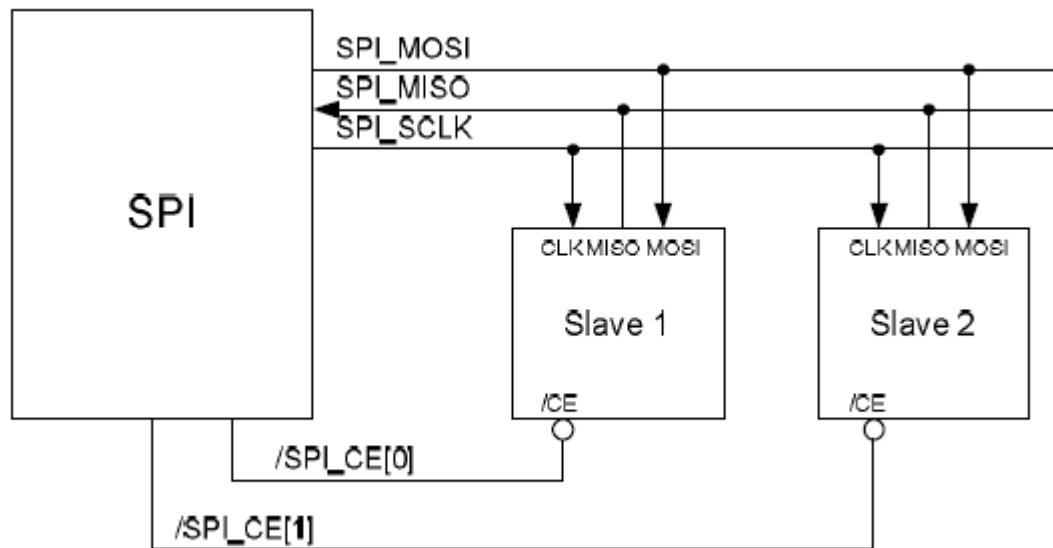 SPI_MOSI
SPI_MISO
SPI_SCLK
SPI
CLK MISO MOSI
CLK MISO MOSI
Slave 1
Slave 2
/CE
/CE
/SPI_CE[0]
/SPI_CE[1]